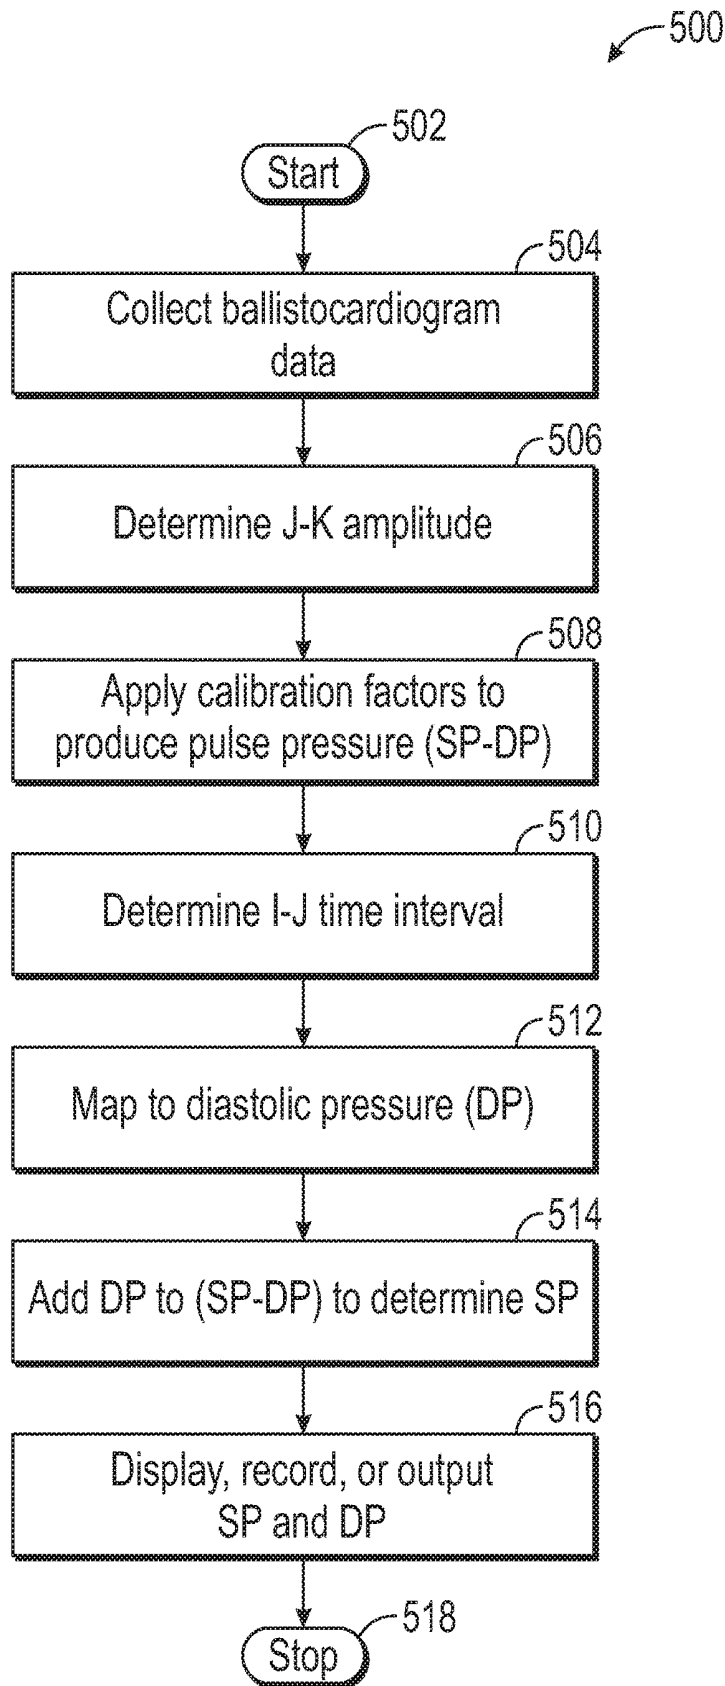 500
502
Start
504
Collect ballistocardiogram
data
506
Determine J-K amplitude
508
Apply calibration factors to
produce pulse pressure (SP-DP)
510
Determine I-J time interval
512
Map to diastolic pressure (DP)
514
Add DP to (SP-DP) to determine SP
516
Display, record, or output
SP and DP
518
Stop